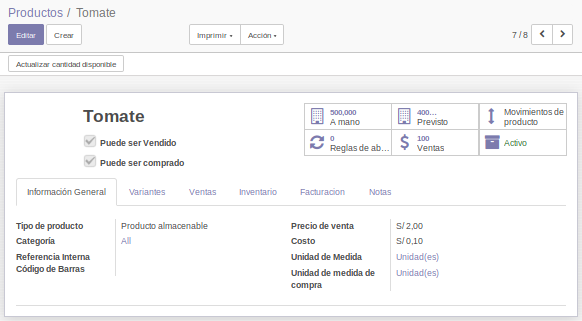 Productos / Tomate
Editar Crear Imprimir Acción 7 / 8
Actualizar cantidad disponible
Tomate
Puede ser Vendido
Puede ser comprado
500,000
A mano
400...
Previsto
Movimientos de
producto
0
Reglas de ab...
100
Ventas
Activo
Información General Variantes Ventas Inventario Facturacion Notas
Tipo de producto Producto almacenable
Categoría All
Referencia Interna
Código de Barras
Precio de venta S/ 2,00
Costo S/ 0,10
Unidad de Medida Unidad(es)
Unidad de medida de
compra Unidad(es)